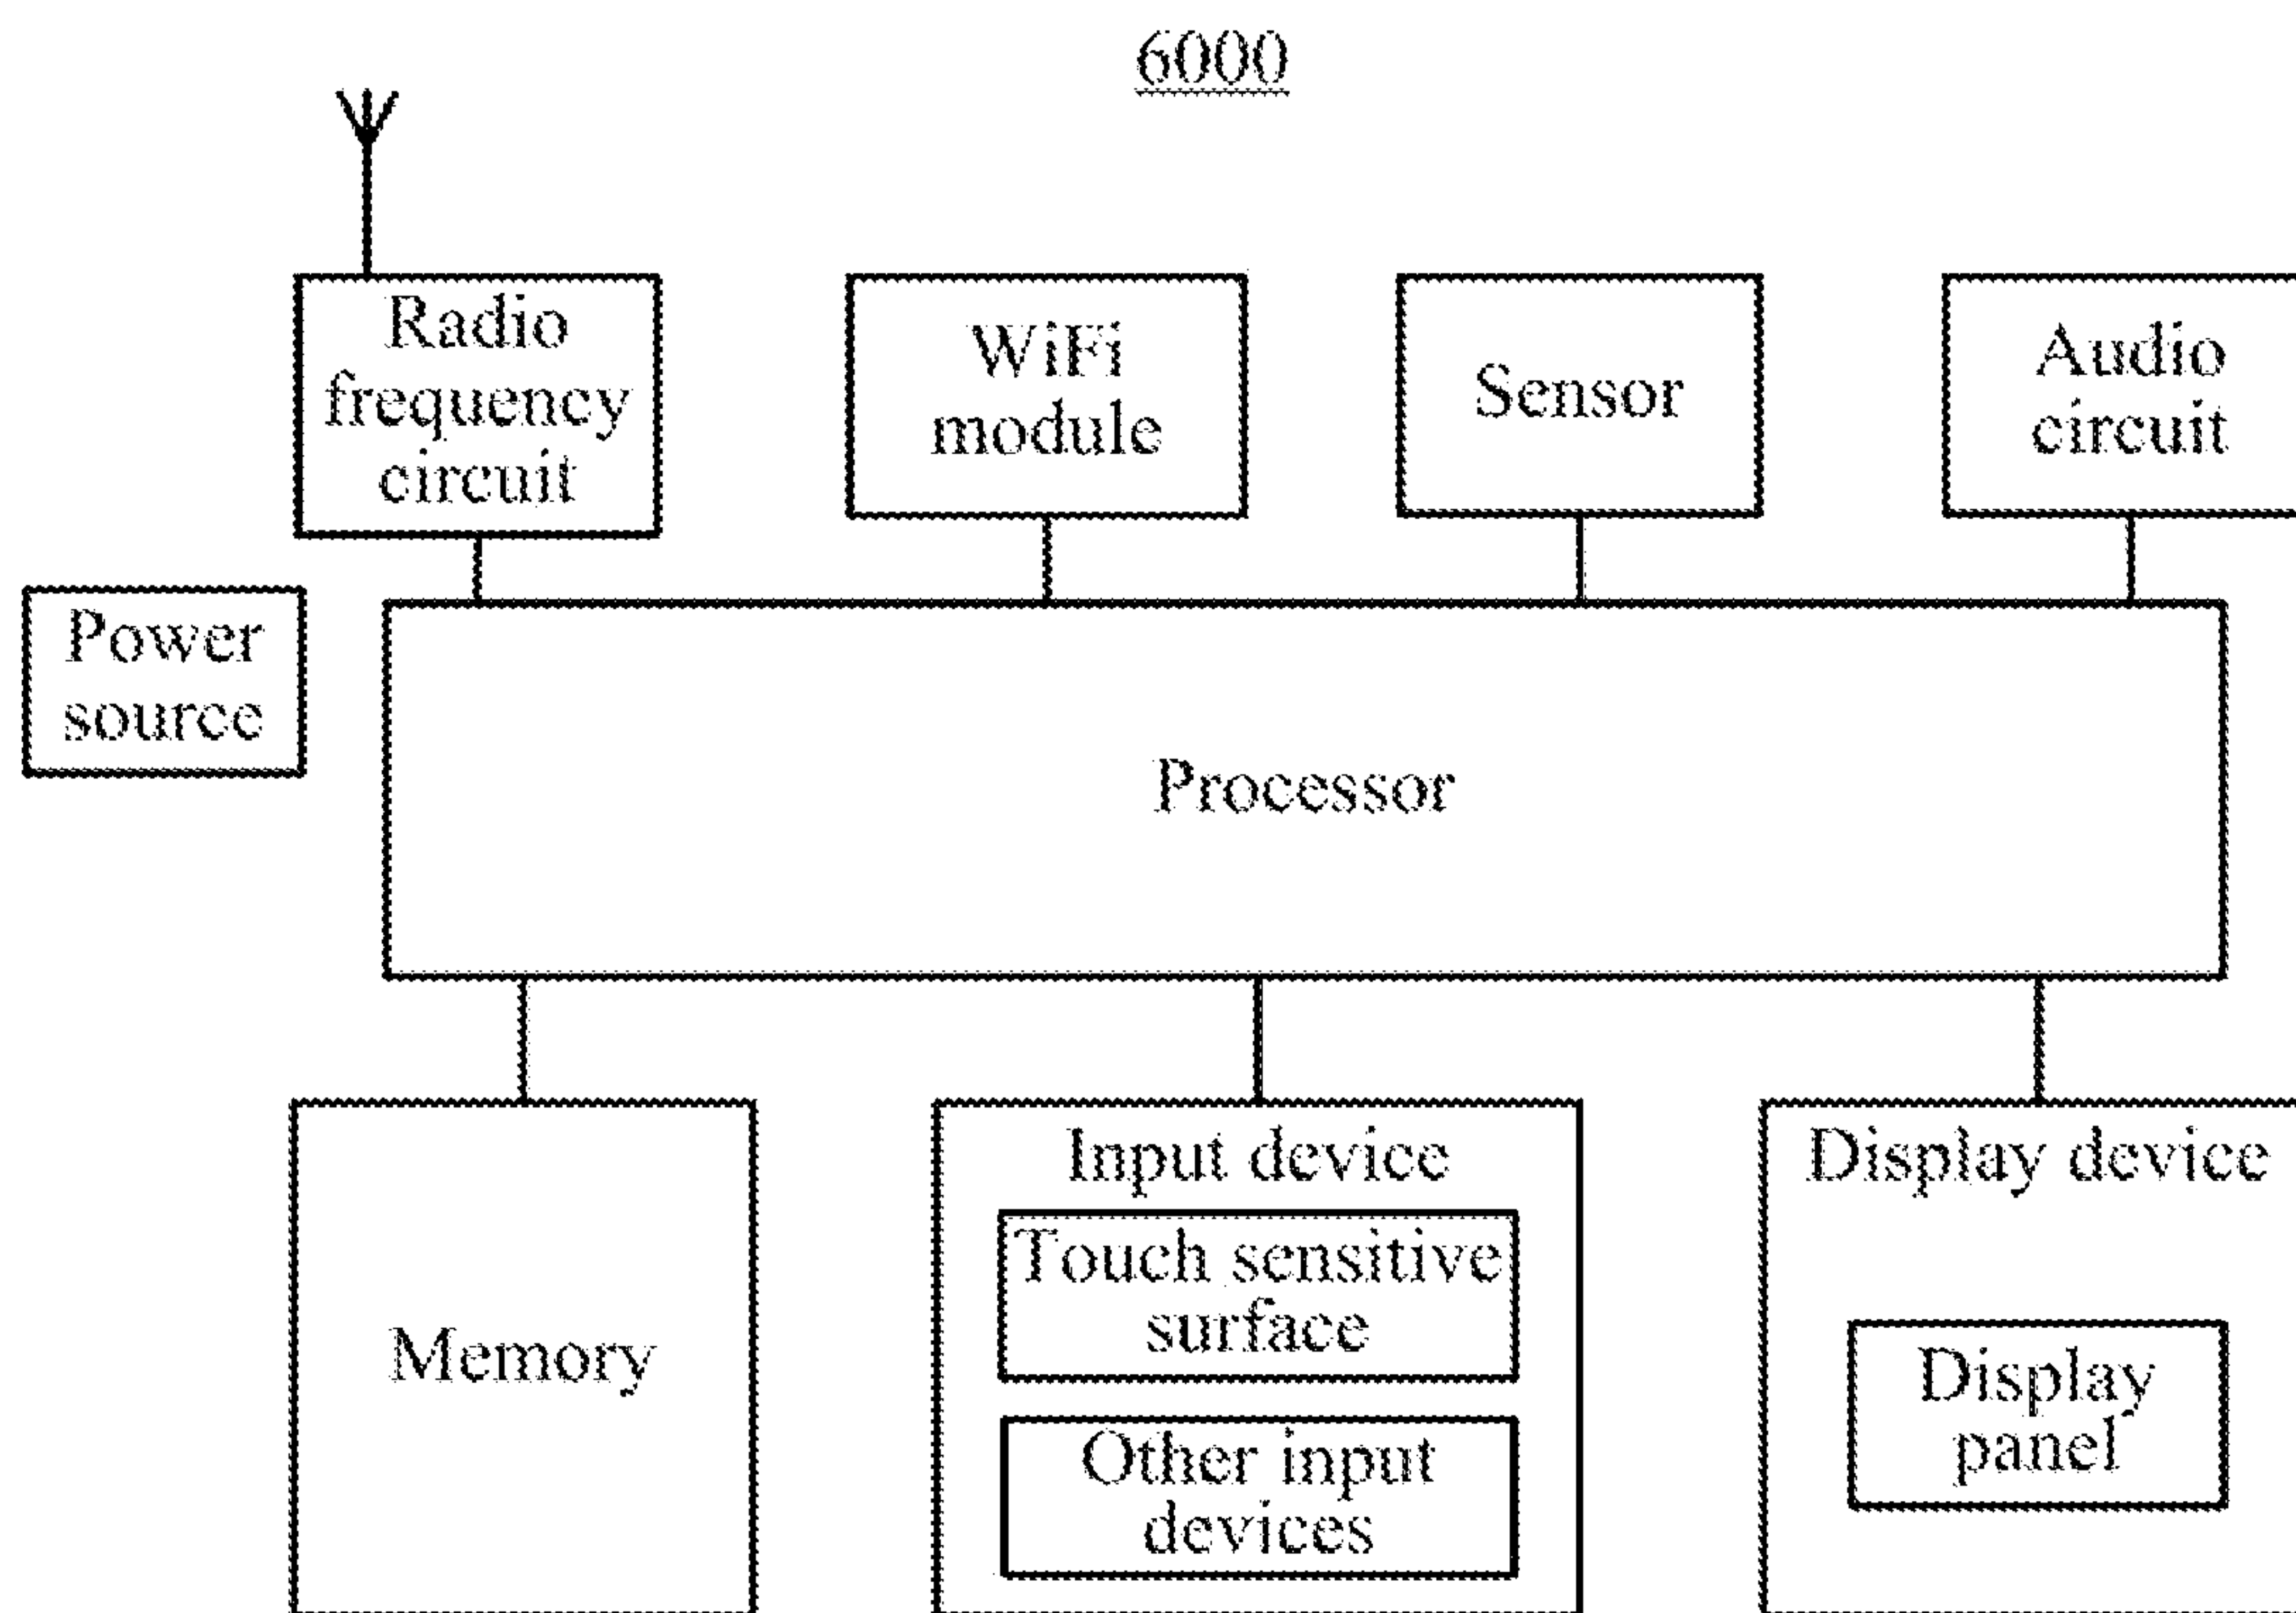 6000
Radio
frequency
circuit
WiFi
module
Sensor
Audio
circuit
Power
source
Processor
Memory
Input device
Touch sensitive
surface
Other input
devices
Display device
Display
panel